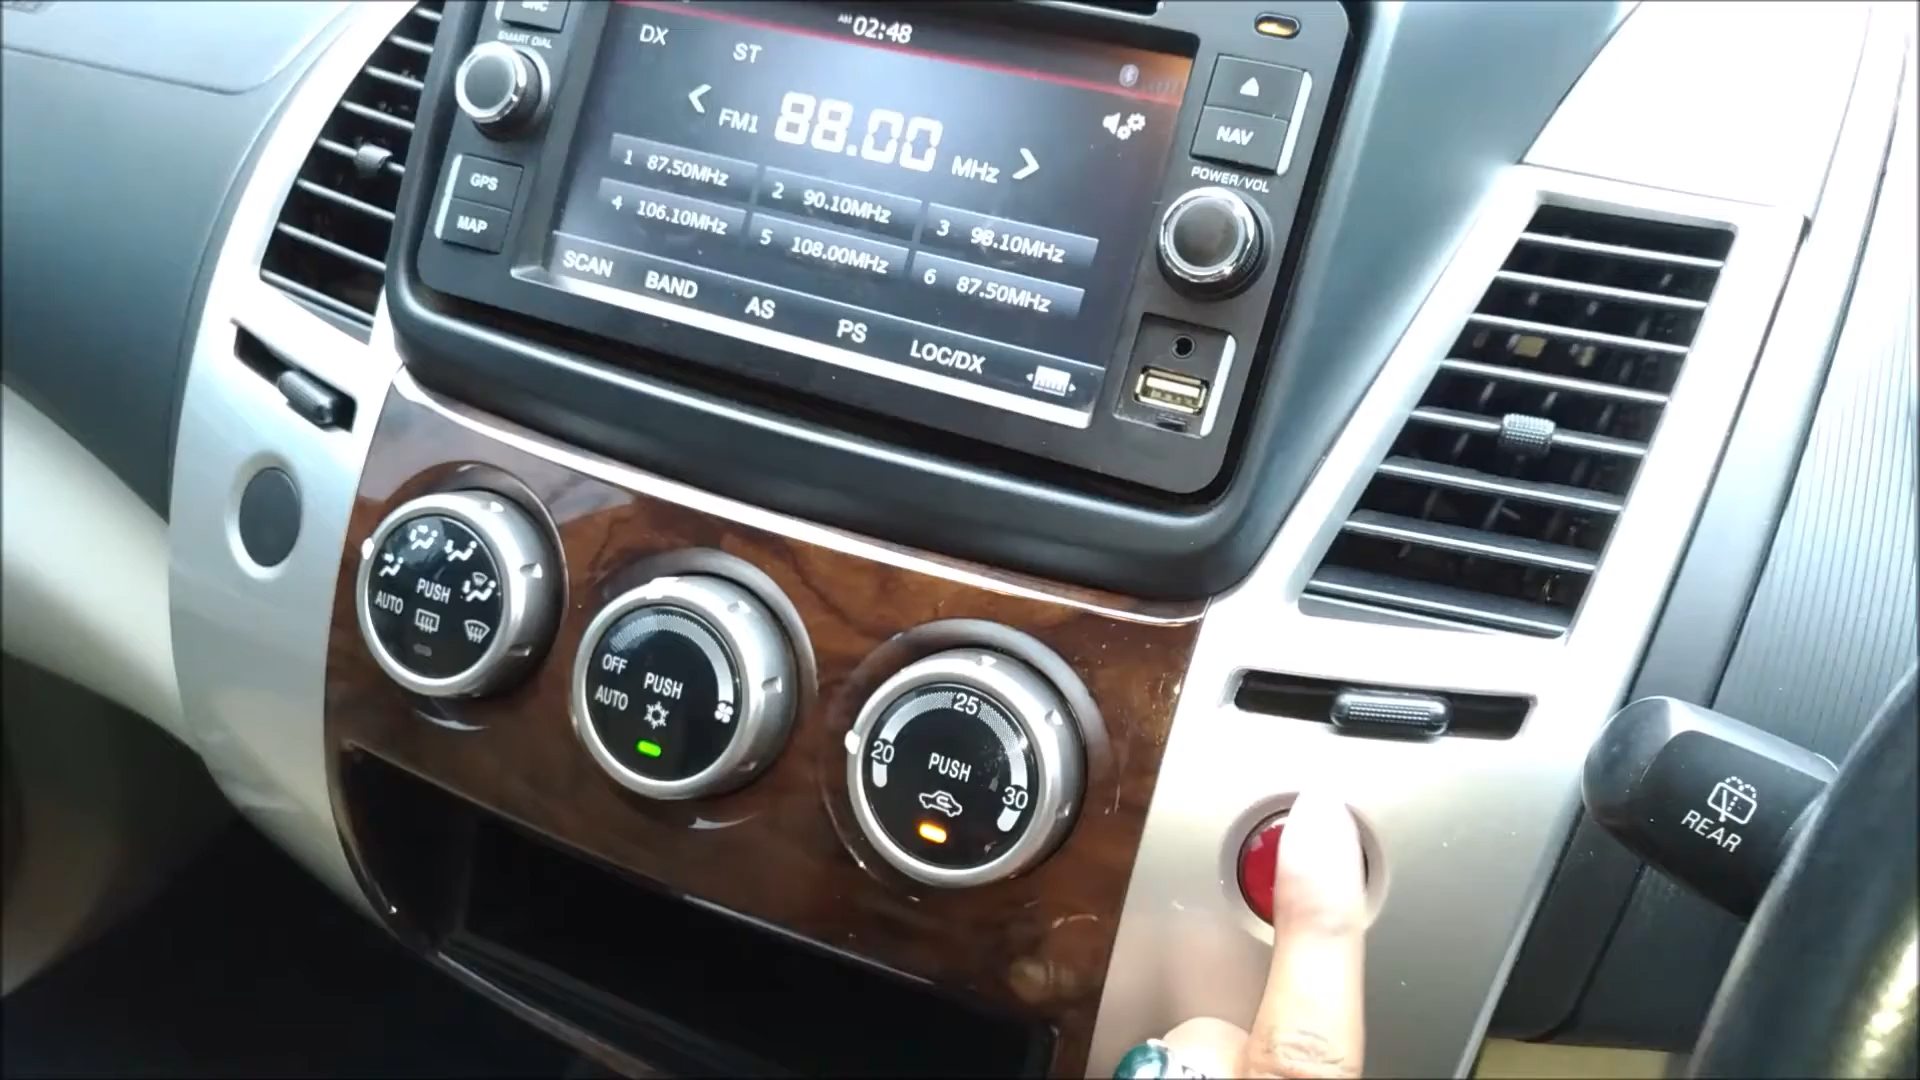 SMART DIAL
GPS
MAP
AM 02:48
DX
ST
FM1 88.00 MHz
1 87.50MHz
2 90.10MHz
3 98.10MHz
4 106.10MHz
5 108.00MHz
6 87.50MHz
SCAN
BAND
AS
PS
LOC/DX
NAV
POWER/VOL
PUSH
AUTO
OFF
PUSH
AUTO
25
20
PUSH
30
REAR